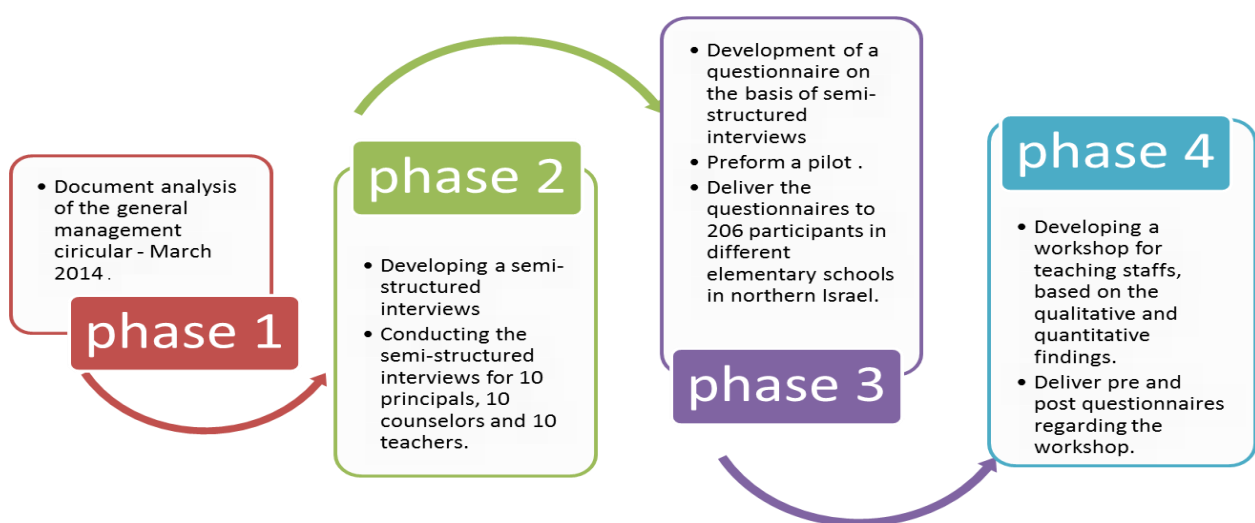 • Document analysis
of the general
management
ciricular - March
2014 .
phase 1
phase 2
• Developing a semi-
structured
interviews
• Conducting the
semi-structured
interviews for 10
principals, 10
counselors and 10
teachers.
• Development of a
questionnaire on
the basis of semi-
structured
interviews
• Preform a pilot .
• Deliver the
questionnaires to
206 participants in
different
elementary schools
in northern Israel.
phase 3
phase 4
• Developing a
workshop for
teaching staffs,
based on the
qualitative and
quantitative
findings.
• Deliver pre and
post questionnaires
regarding the
workshop.